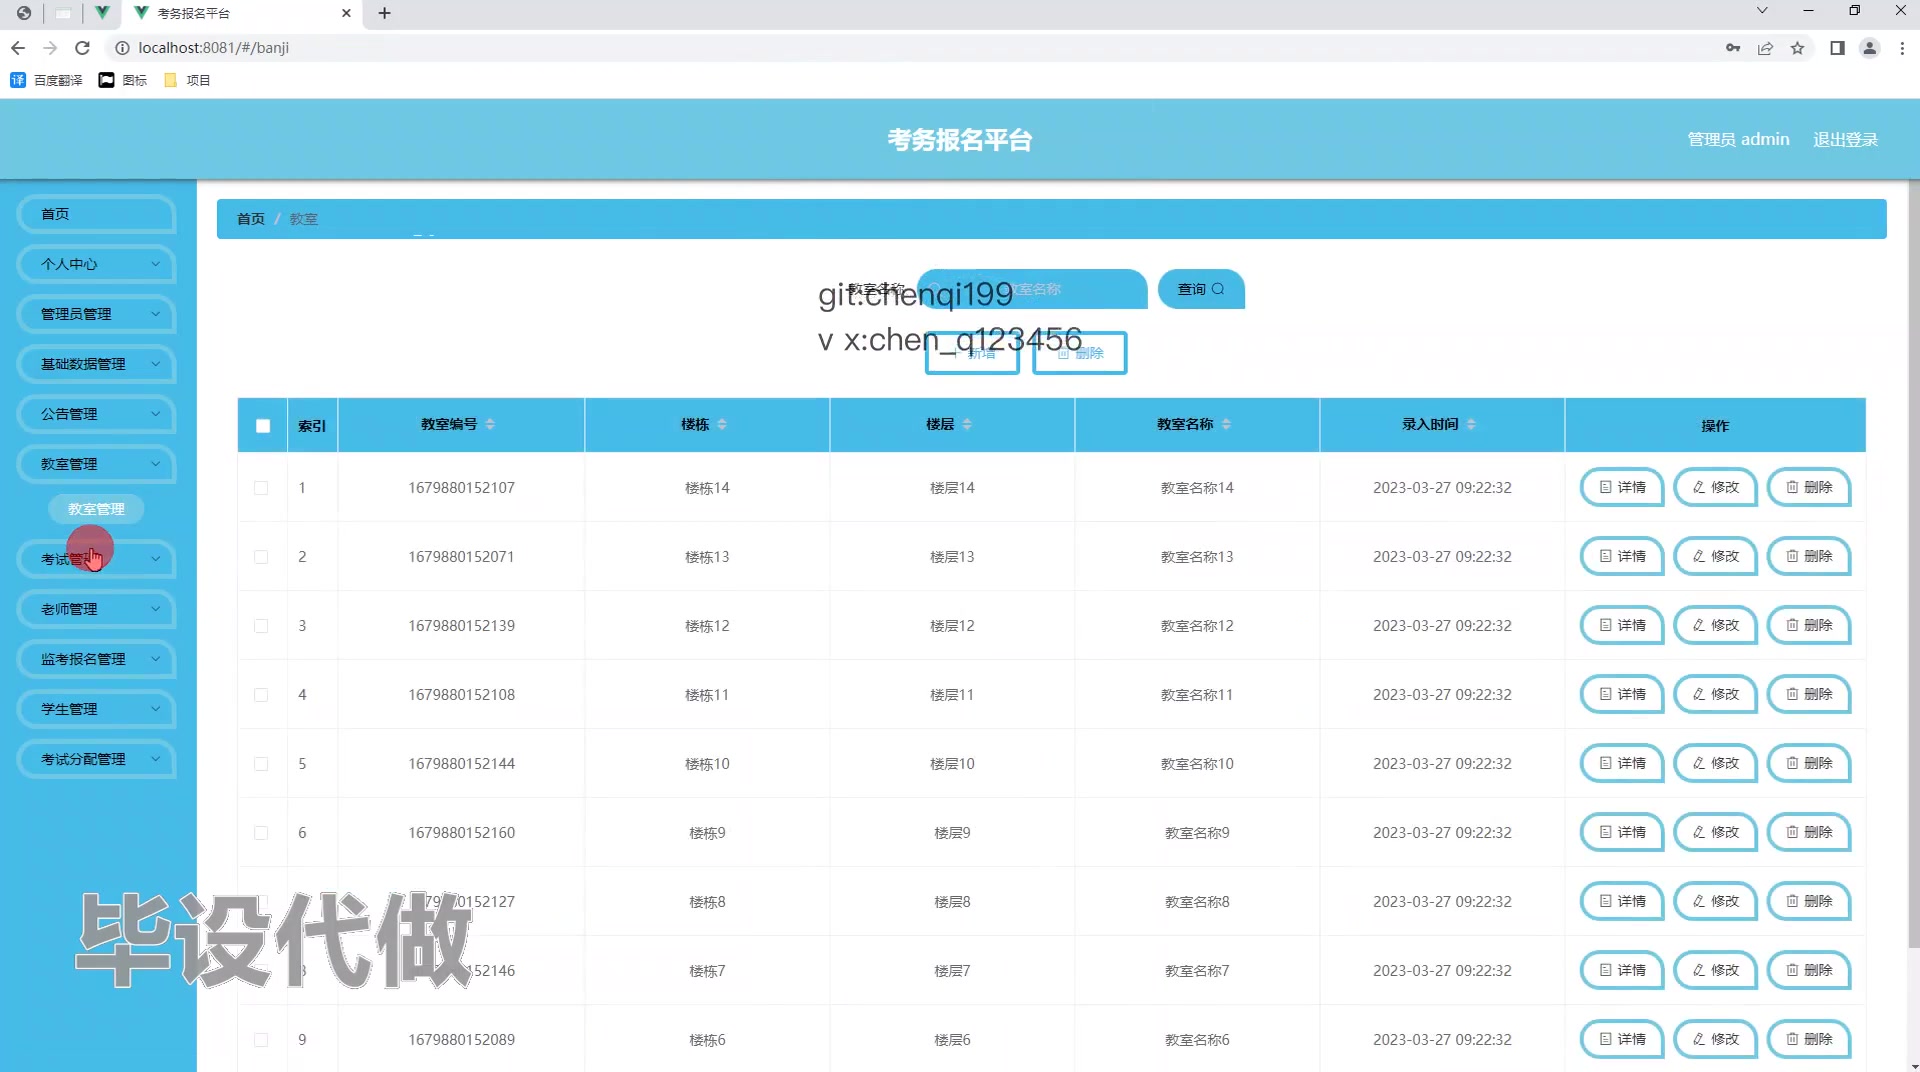 考务报名平台
localhost:8081/#/banji
百度翻译 图标 项目
考务报名平台
管理员 admin 退出登录
首页
个人中心
管理员管理
基础数据管理
公告管理
教室管理
教室管理
考试管理
老师管理
监考报名管理
学生管理
考试分配管理
首页 / 教室
教室名称 教室名称 查询
git:chenqi199
v x:chen_q123456
+ 新增 删除
索引 教室编号 楼栋 楼层 教室名称 录入时间 操作
1 1679880152107 楼栋14 楼层14 教室名称14 2023-03-27 09:22:32 详情 修改 删除
2 1679880152071 楼栋13 楼层13 教室名称13 2023-03-27 09:22:32 详情 修改 删除
3 1679880152139 楼栋12 楼层12 教室名称12 2023-03-27 09:22:32 详情 修改 删除
4 1679880152108 楼栋11 楼层11 教室名称11 2023-03-27 09:22:32 详情 修改 删除
5 1679880152144 楼栋10 楼层10 教室名称10 2023-03-27 09:22:32 详情 修改 删除
6 1679880152160 楼栋9 楼层9 教室名称9 2023-03-27 09:22:32 详情 修改 删除
0152127 楼栋8 楼层8 教室名称8 2023-03-27 09:22:32 详情 修改 删除
52146 楼栋7 楼层7 教室名称7 2023-03-27 09:22:32 详情 修改 删除
9 1679880152089 楼栋6 楼层6 教室名称6 2023-03-27 09:22:32 详情 修改 删除
毕设代做